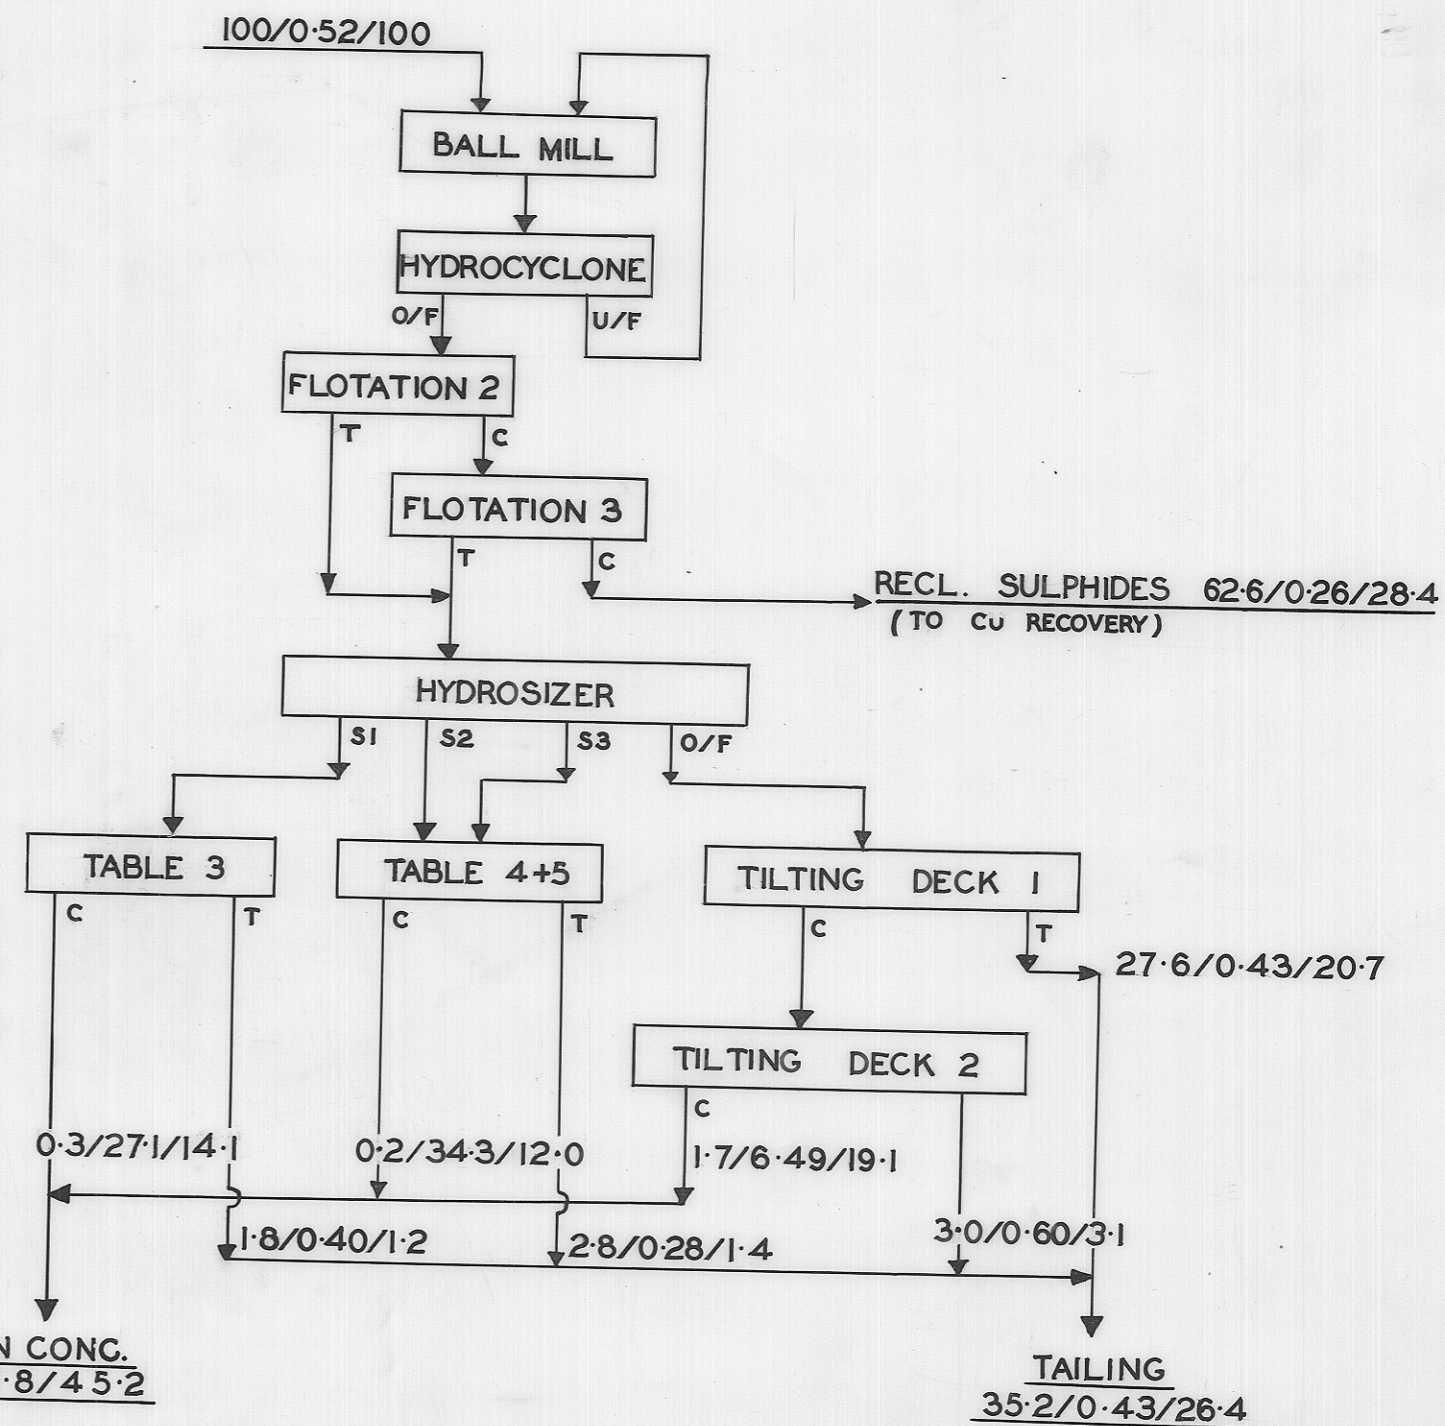 100/0·52/100
BALL MILL
HYDROCYCLONE
O/F
U/F
FLOTATION 2
T
C
FLOTATION 3
T
C
RECL. SULPHIDES 62·6/0·26/28·4
(TO Cu RECOVERY)
HYDROSIZER
S1
S2
S3
O/F
TABLE 3
TABLE 4+5
TILTING DECK 1
C
T
C
T
C
T
27·6/0·43/20·7
TILTING DECK 2
C
0·3/27·1/14·1
0·2/34·3/12·0
1·7/6·49/19·1
1·8/0·40/1·2
2·8/0·28/1·4
3·0/0·60/3·1
N CONC.
·8/45·2
TAILING
35·2/0·43/26·4